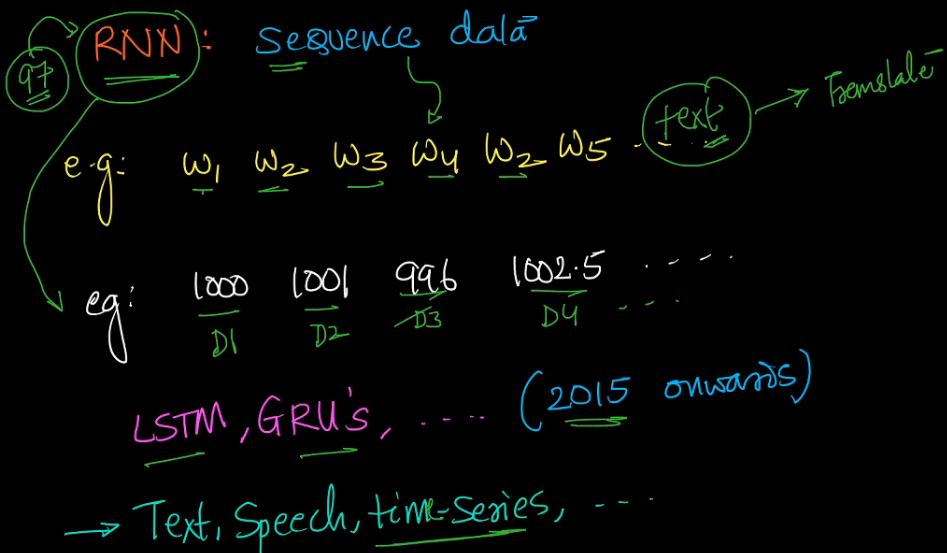 97 RNN: sequence data
text → Translate
e.g: W1 W2 W3 W4 W2 W5 - - -
eg: 1000 1001 996 1002.5 . - - . .
D1 D2 D3 D4 - - -
LSTM, GRU's, .... (2015 onwards)
→ Text, Speech, time-series, - - -